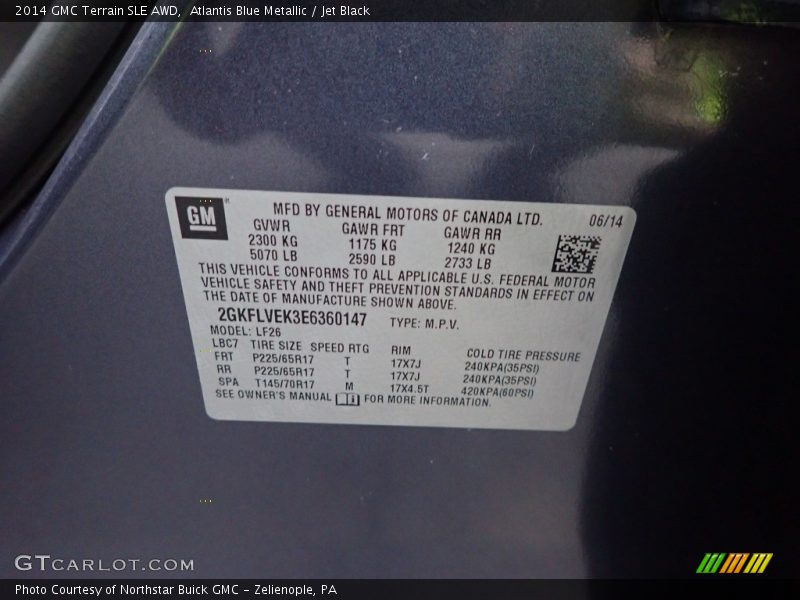 2014 GMC Terrain SLE AWD, Atlantis Blue Metallic / Jet Black
GM
MFD BY GENERAL MOTORS OF CANADA LTD. 06/14
GVWR GAWR FRT GAWR RR
2300 KG 1175 KG 1240 KG
5070 LB 2590 LB 2733 LB
THIS VEHICLE CONFORMS TO ALL APPLICABLE U.S. FEDERAL MOTOR
VEHICLE SAFETY AND THEFT PREVENTION STANDARDS IN EFFECT ON
THE DATE OF MANUFACTURE SHOWN ABOVE.
2GKFLVEK3E6360147 TYPE: M.P.V.
MODEL: LF26
LBC7 TIRE SIZE SPEED RTG RIM COLD TIRE PRESSURE
FRT P225/65R17 T 17X7J 240KPA(35PSI)
RR P225/65R17 T 17X7J 240KPA(35PSI)
SPA T145/70R17 M 17X4.5T 420KPA(60PSI)
SEE OWNER'S MANUAL FOR MORE INFORMATION.
GTCARLOT.COM
Photo Courtesy of Northstar Buick GMC - Zelienople, PA